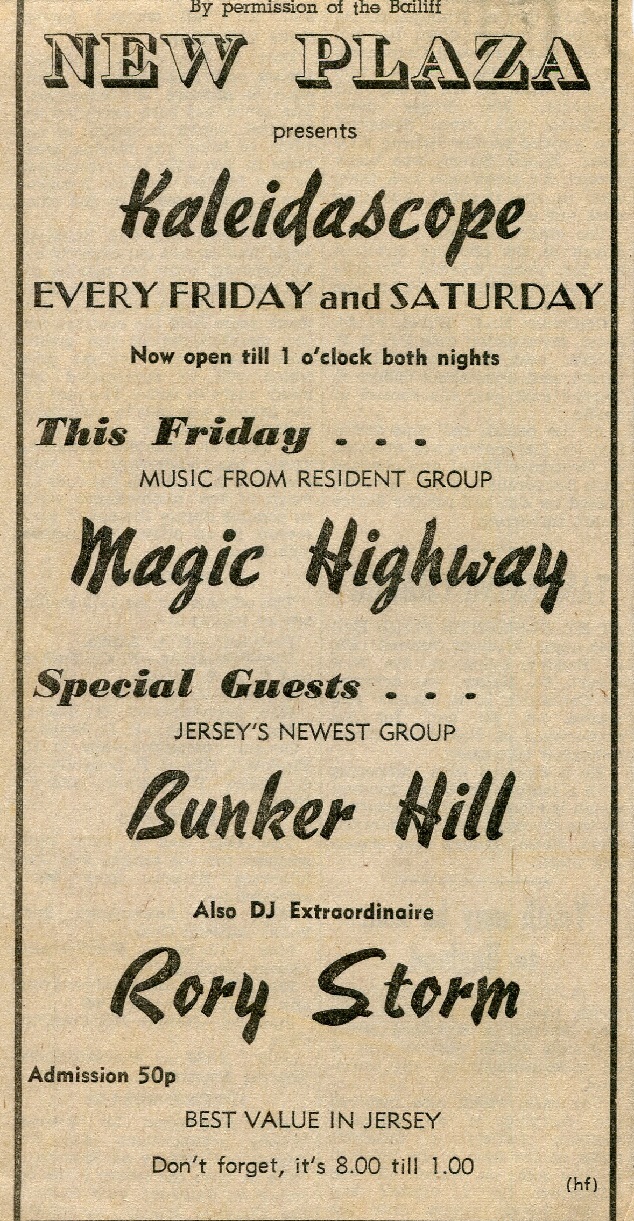 By permission of the Bailiff
NEW PLAZA
presents
Kaleidascope
EVERY FRIDAY and SATURDAY
Now open till 1 o'clock both nights
This Friday . . .
MUSIC FROM RESIDENT GROUP
Magic Highway
Special Guests . . .
JERSEY'S NEWEST GROUP
Bunker Hill
Also DJ Extraordinaire
Rory Storm
Admission 50p
BEST VALUE IN JERSEY
Don't forget, it's 8.00 till 1.00
(hf)